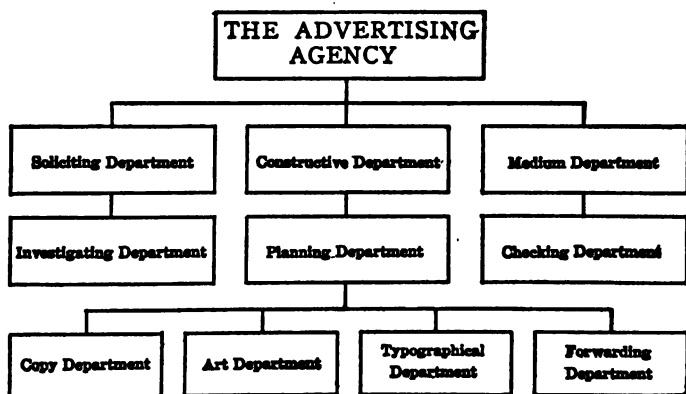 THE ADVERTISING
AGENCY
Soliciting Department
Constructive Department
Medium Department
Investigating Department
Planning Department
Checking Department
Copy Department
Art Department
Typographical
Department
Forwarding
Department